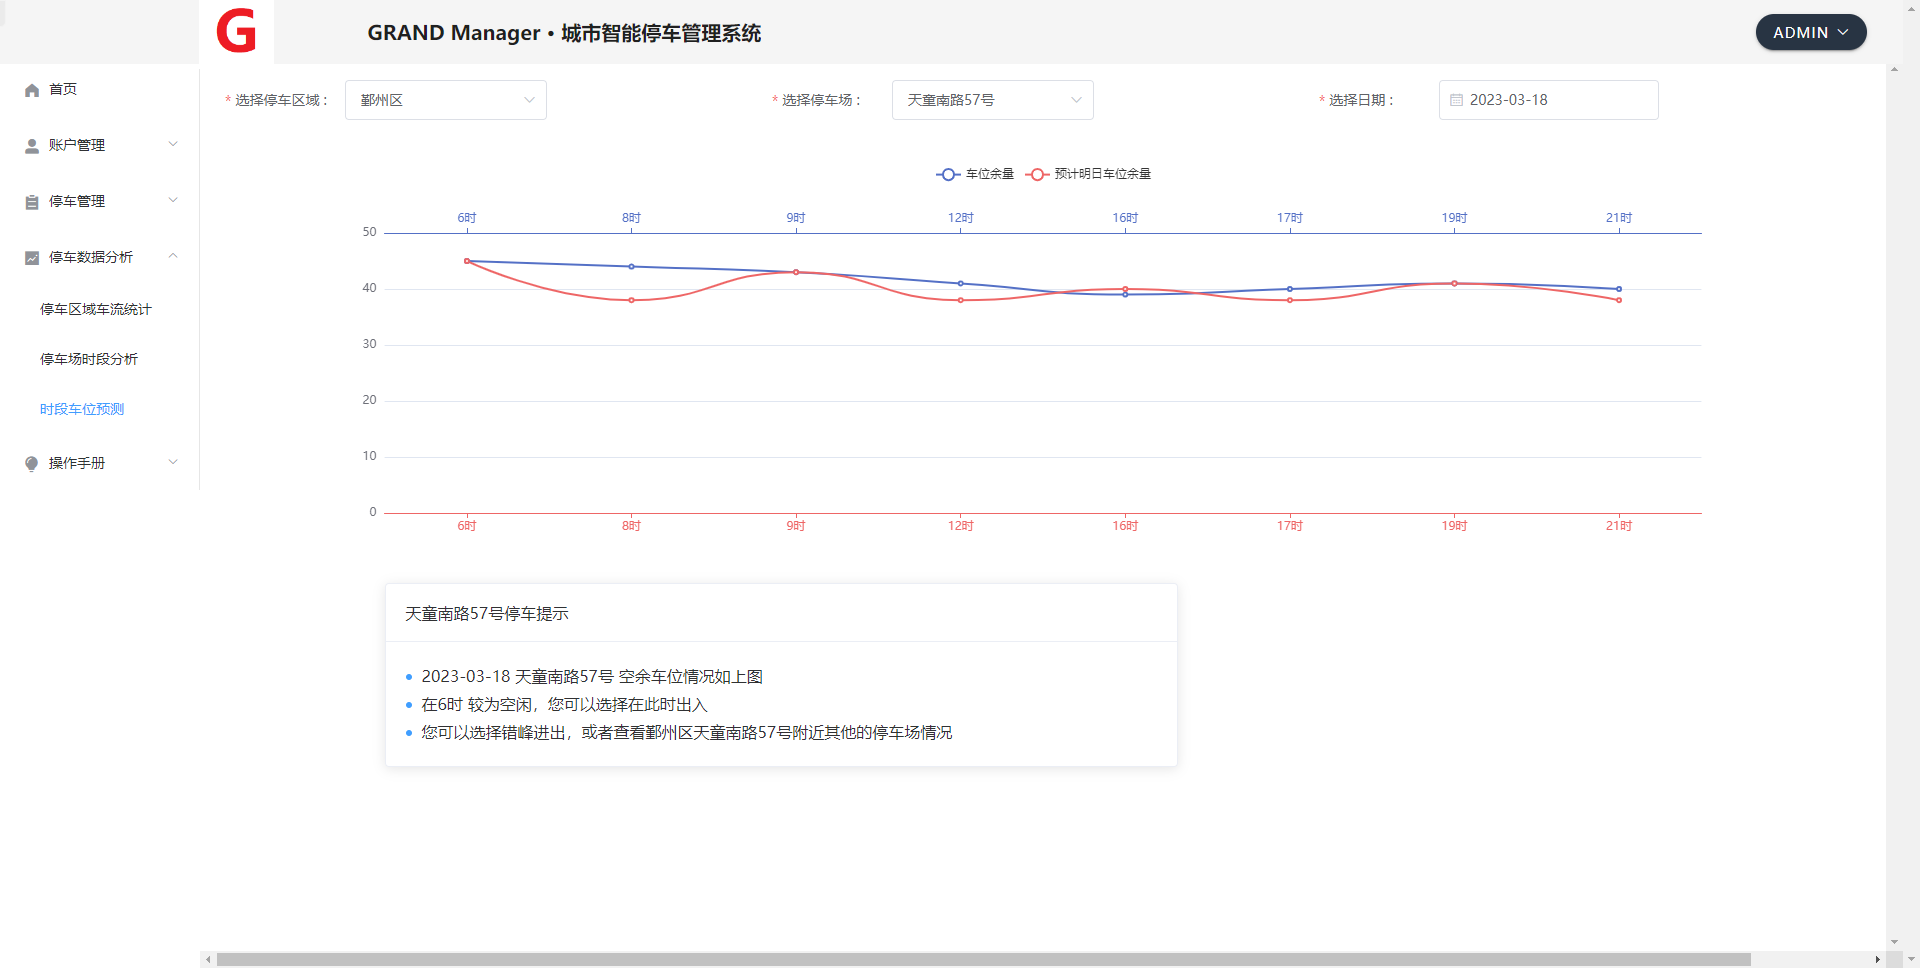 G
GRAND Manager • 城市智能停车管理系统
ADMIN
首页
账户管理
停车管理
停车数据分析
停车区域车流统计
停车场时段分析
时段车位预测
操作手册
* 选择停车区域： 鄞州区
* 选择停车场： 天童南路57号
* 选择日期： 2023-03-18
车位余量 预计明日车位余量
6时 8时 9时 12时 16时 17时 19时 21时
50
40
30
20
10
0
6时 8时 9时 12时 16时 17时 19时 21时
天童南路57号停车提示
2023-03-18 天童南路57号 空余车位情况如上图
在6时 较为空闲，您可以选择在此时出入
您可以选择错峰进出，或者查看鄞州区天童南路57号附近其他的停车场情况